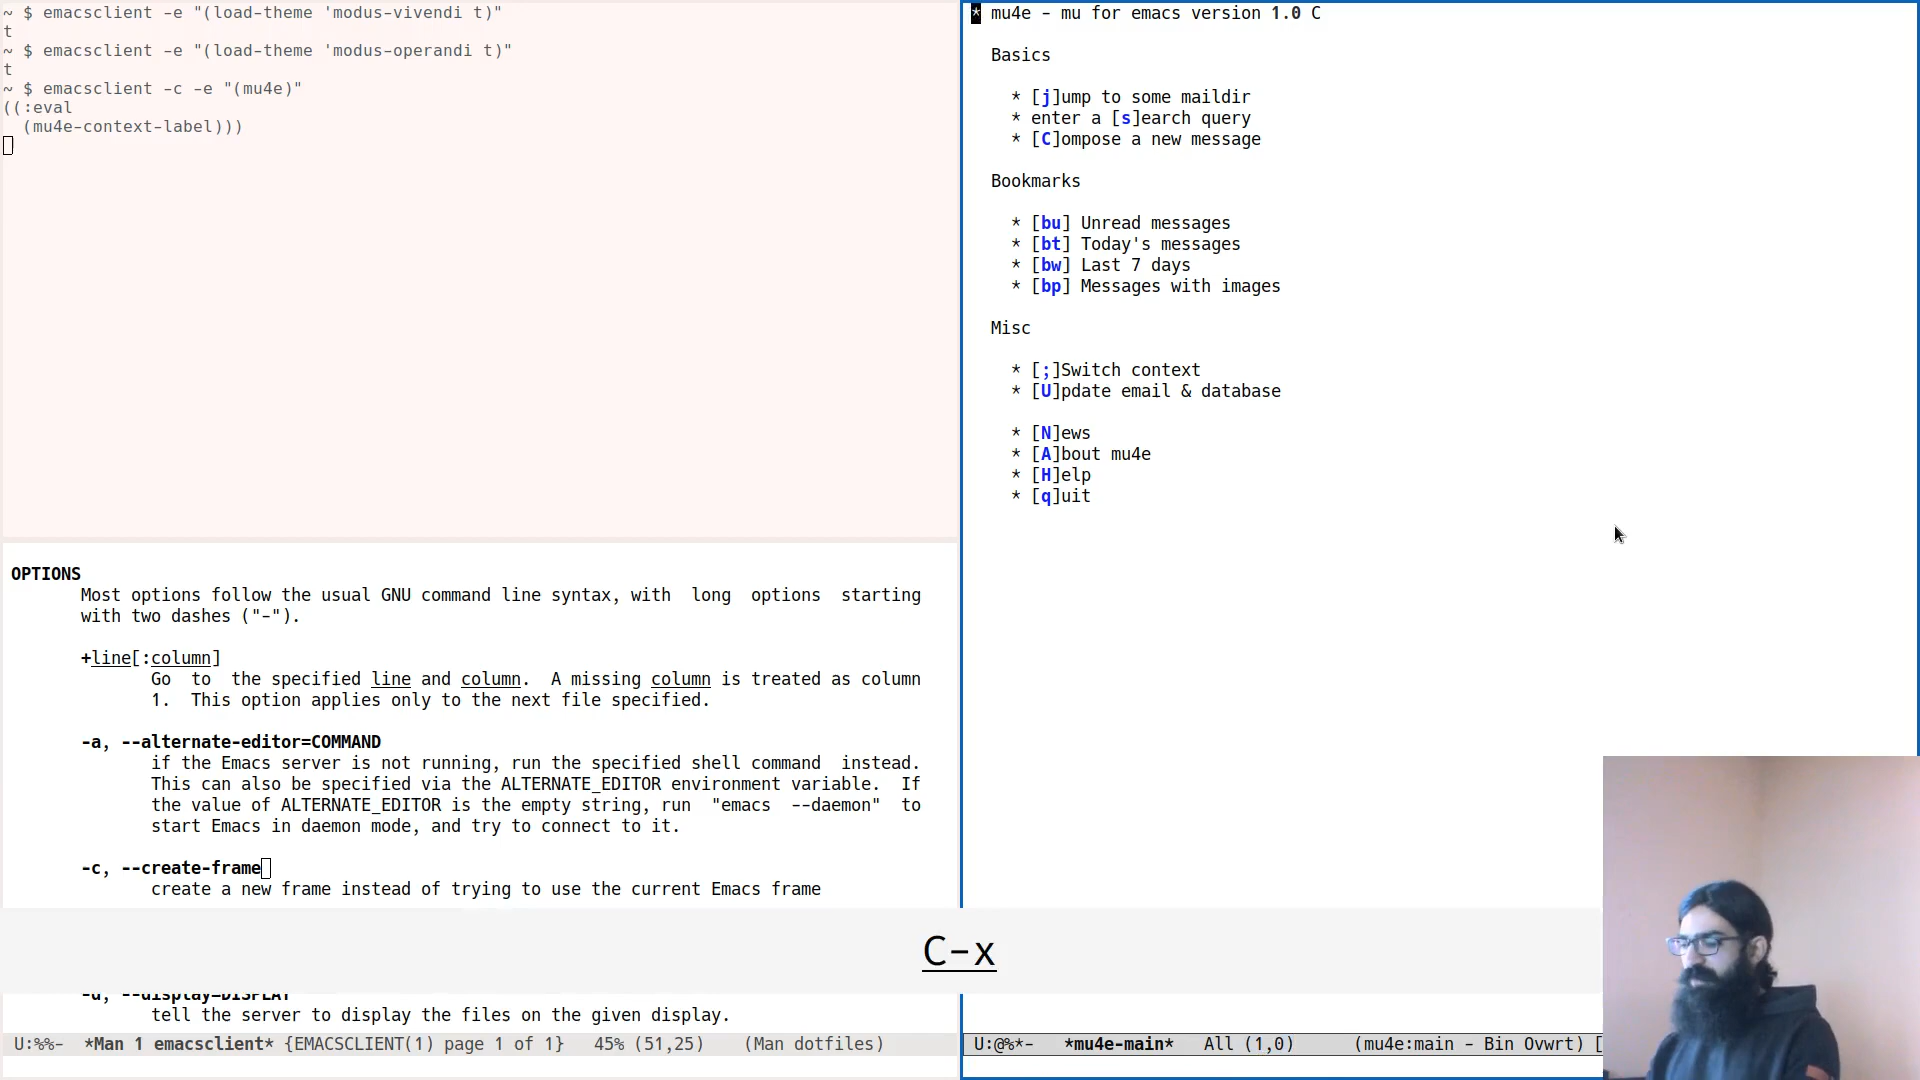 ~ $ emacsclient -e "(load-theme 'modus-vivendi t)"
t
~ $ emacsclient -e "(load-theme 'modus-operandi t)"
t
~ $ emacsclient -c -e "(mu4e)"
((:eval
  (mu4e-context-label)))
OPTIONS
Most options follow the usual GNU command line syntax, with long options starting
with two dashes ("-").
+line[:column]
Go to the specified line and column. A missing column is treated as column
1. This option applies only to the next file specified.
-a, --alternate-editor=COMMAND
if the Emacs server is not running, run the specified shell command instead.
This can also be specified via the ALTERNATE_EDITOR environment variable. If
the value of ALTERNATE_EDITOR is the empty string, run "emacs --daemon" to
start Emacs in daemon mode, and try to connect to it.
-c, --create-frame
create a new frame instead of trying to use the current Emacs frame
-d, --display=DISPLAY
tell the server to display the files on the given display.
U:%%- *Man 1 emacsclient* {EMACSCLIENT(1) page 1 of 1} 45% (51,25) (Man dotfiles)
* mu4e - mu for emacs version 1.0 C
Basics
* [j]ump to some maildir
* enter a [s]earch query
* [C]ompose a new message
Bookmarks
* [bu] Unread messages
* [bt] Today's messages
* [bw] Last 7 days
* [bp] Messages with images
Misc
* [;]Switch context
* [U]pdate email & database
* [N]ews
* [A]bout mu4e
* [H]elp
* [q]uit
U:@%*- *mu4e-main* All (1,0) (mu4e:main - Bin Ovwrt) [
C-x